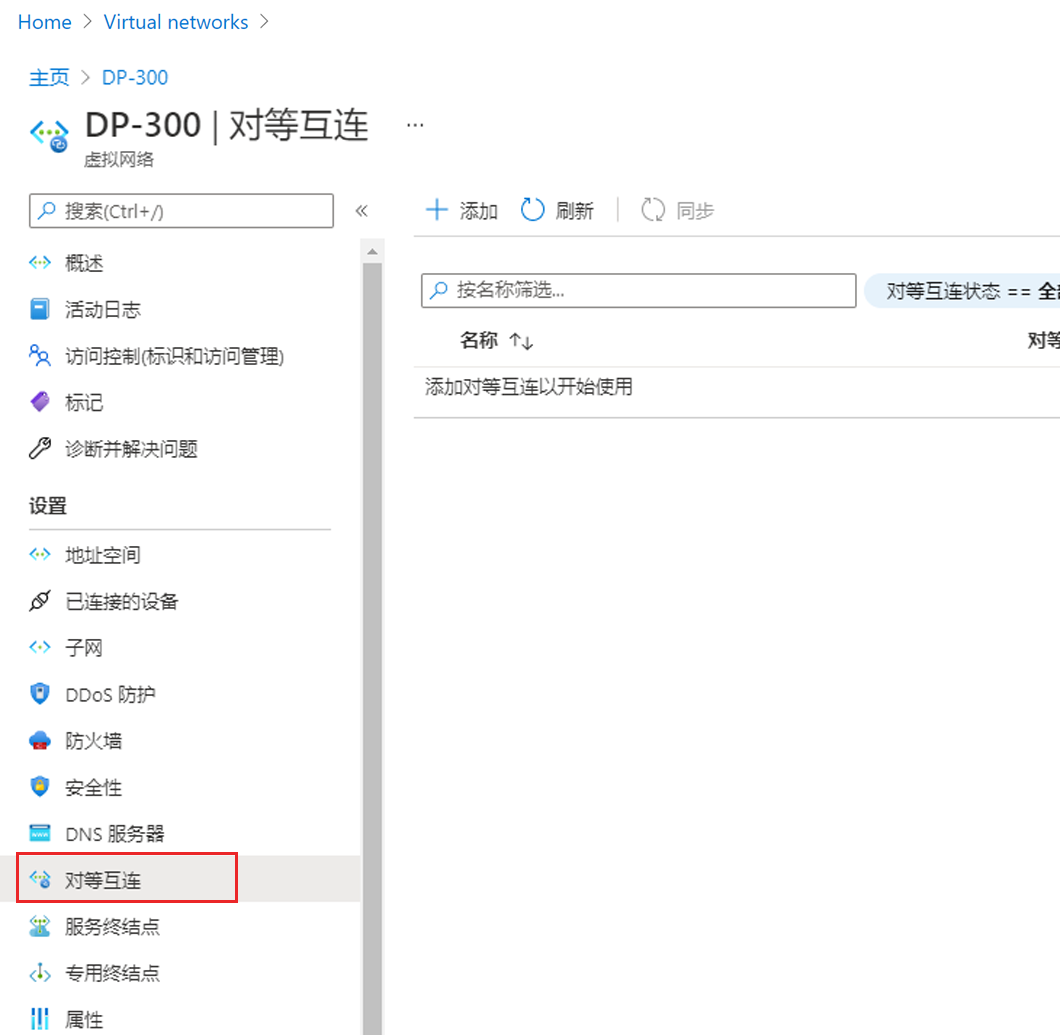 Home > Virtual networks >
主页 > DP-300
DP-300 | 对等互连 ...
虚拟网络
搜索(Ctrl+/)
«
添加 刷新 同步
概述
活动日志
访问控制(标识和访问管理)
标记
诊断并解决问题
设置
地址空间
已连接的设备
子网
DDoS 防护
防火墙
安全性
DNS 服务器
对等互连
服务终结点
专用终结点
属性
按名称筛选...
对等互连状态 == 全
名称 ↑↓
对等
添加对等互连以开始使用